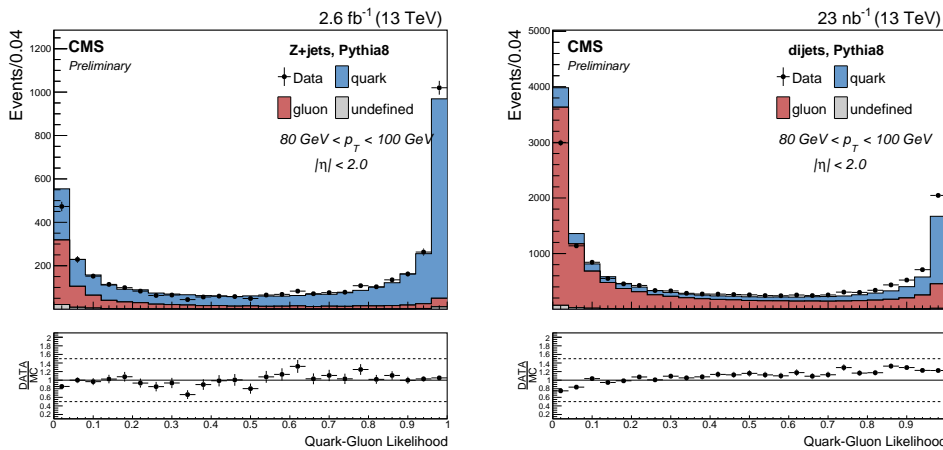 2.6 fb-1 (13 TeV)
CMS
Preliminary
Z+jets, Pythia8
Data
quark
gluon
undefined
80 GeV < pT < 100 GeV
|η| < 2.0
Events/0.04
1200
1000
800
600
400
200
DATA
MC
2
1.8
1.6
1.4
1.2
1
0.8
0.6
0.4
0.2
0 0.1 0.2 0.3 0.4 0.5 0.6 0.7 0.8 0.9 1
Quark-Gluon Likelihood
23 nb-1 (13 TeV)
CMS
Preliminary
dijets, Pythia8
Data
quark
gluon
undefined
80 GeV < pT < 100 GeV
|η| < 2.0
Events/0.04
5000
4000
3000
2000
1000
DATA
MC
2
1.8
1.6
1.4
1.2
1
0.8
0.6
0.4
0.2
0 0.1 0.2 0.3 0.4 0.5 0.6 0.7 0.8 0.9
Quark-Gluon Likelihood